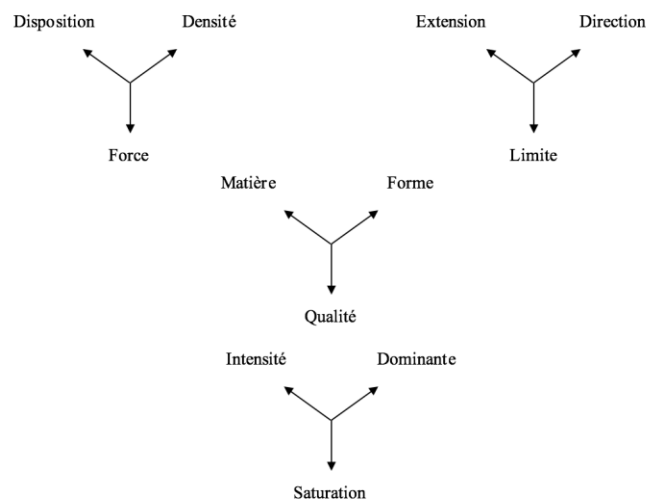 Disposition Densité Extension Direction
Force Limite
Matière Forme
Qualité
Intensité Dominante
Saturation